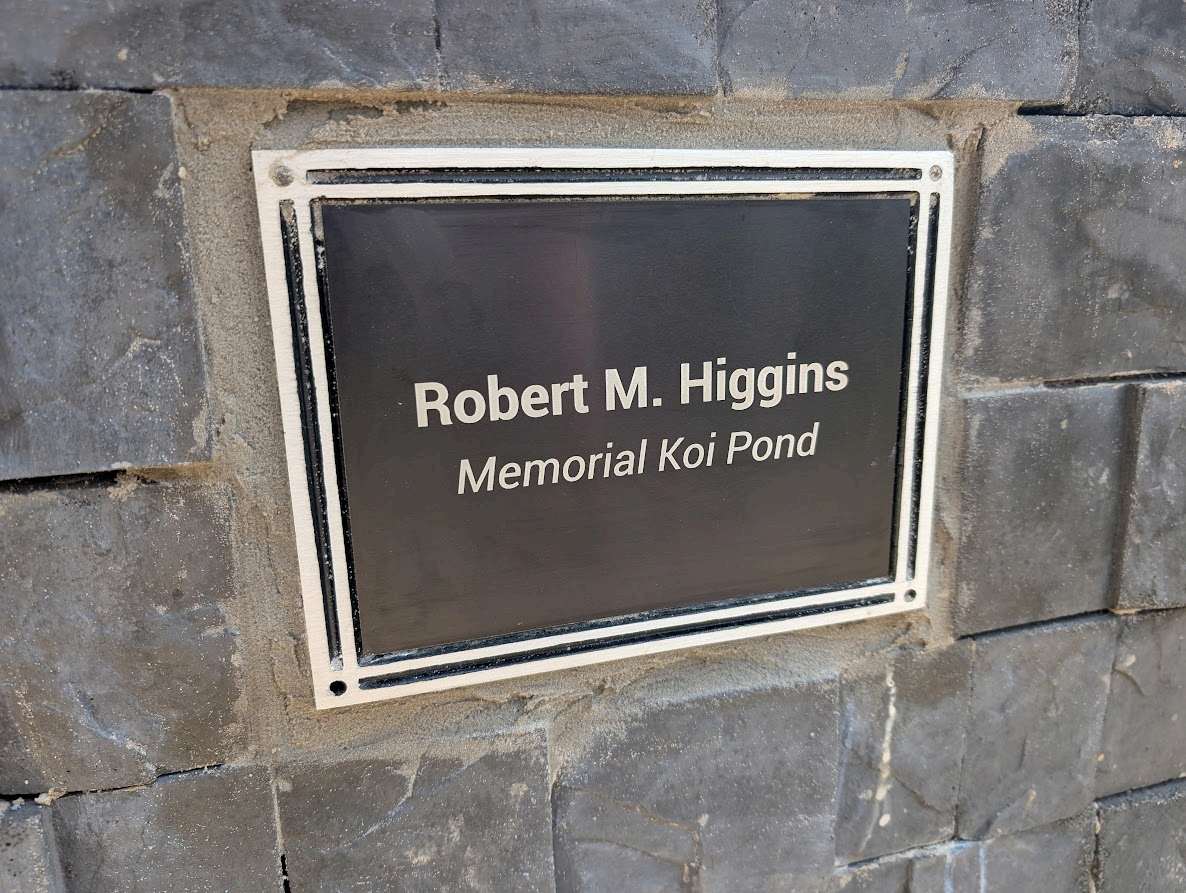 Robert M. Higgins
Memorial Koi Pond